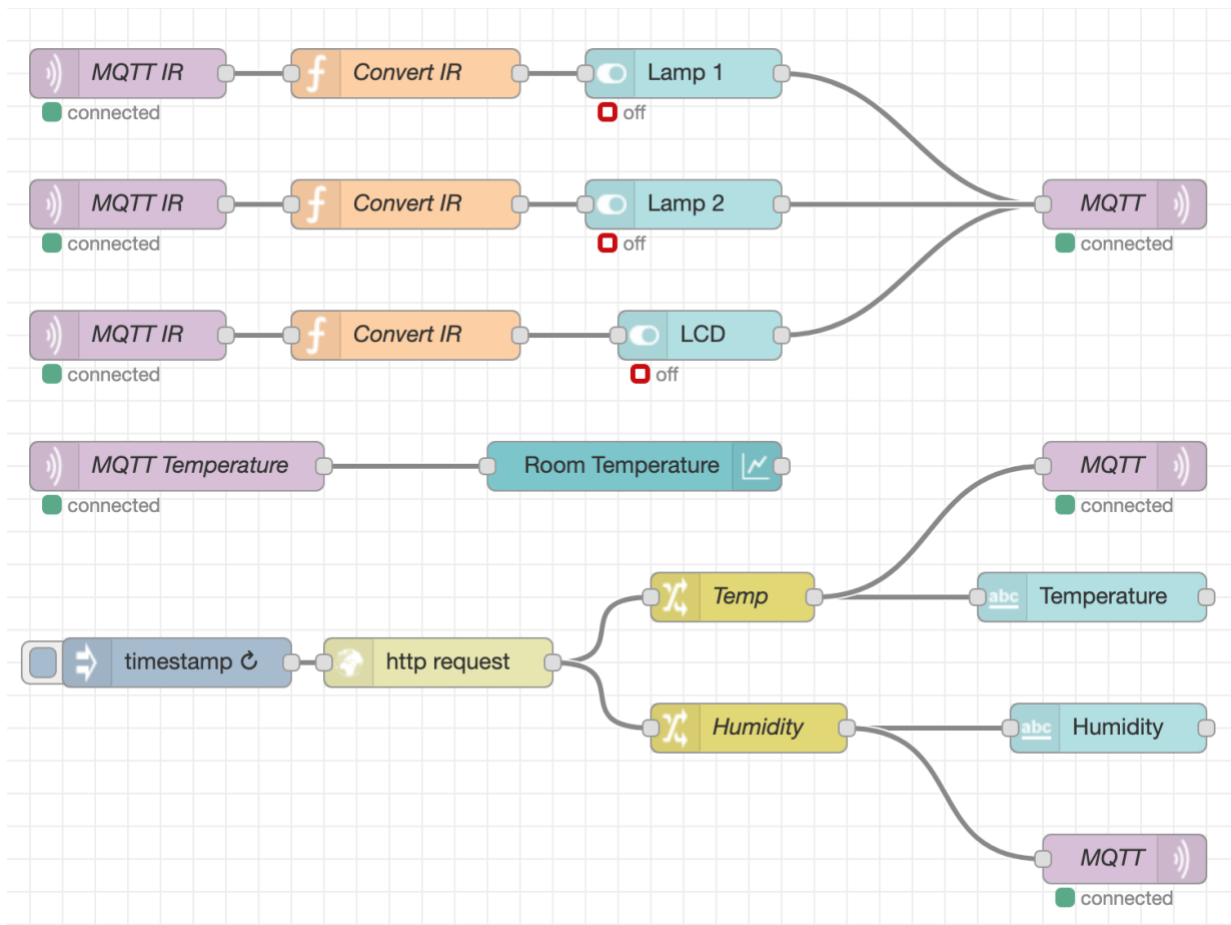 MQTT IR
Convert IR
Lamp 1
connected
off
MQTT IR
Convert IR
Lamp 2
MQTT
connected
off
connected
MQTT IR
Convert IR
LCD
connected
off
MQTT Temperature
Room Temperature
MQTT
connected
connected
Temp
abc
Temperature
timestamp ↻
http request
Humidity
abc
Humidity
MQTT
connected